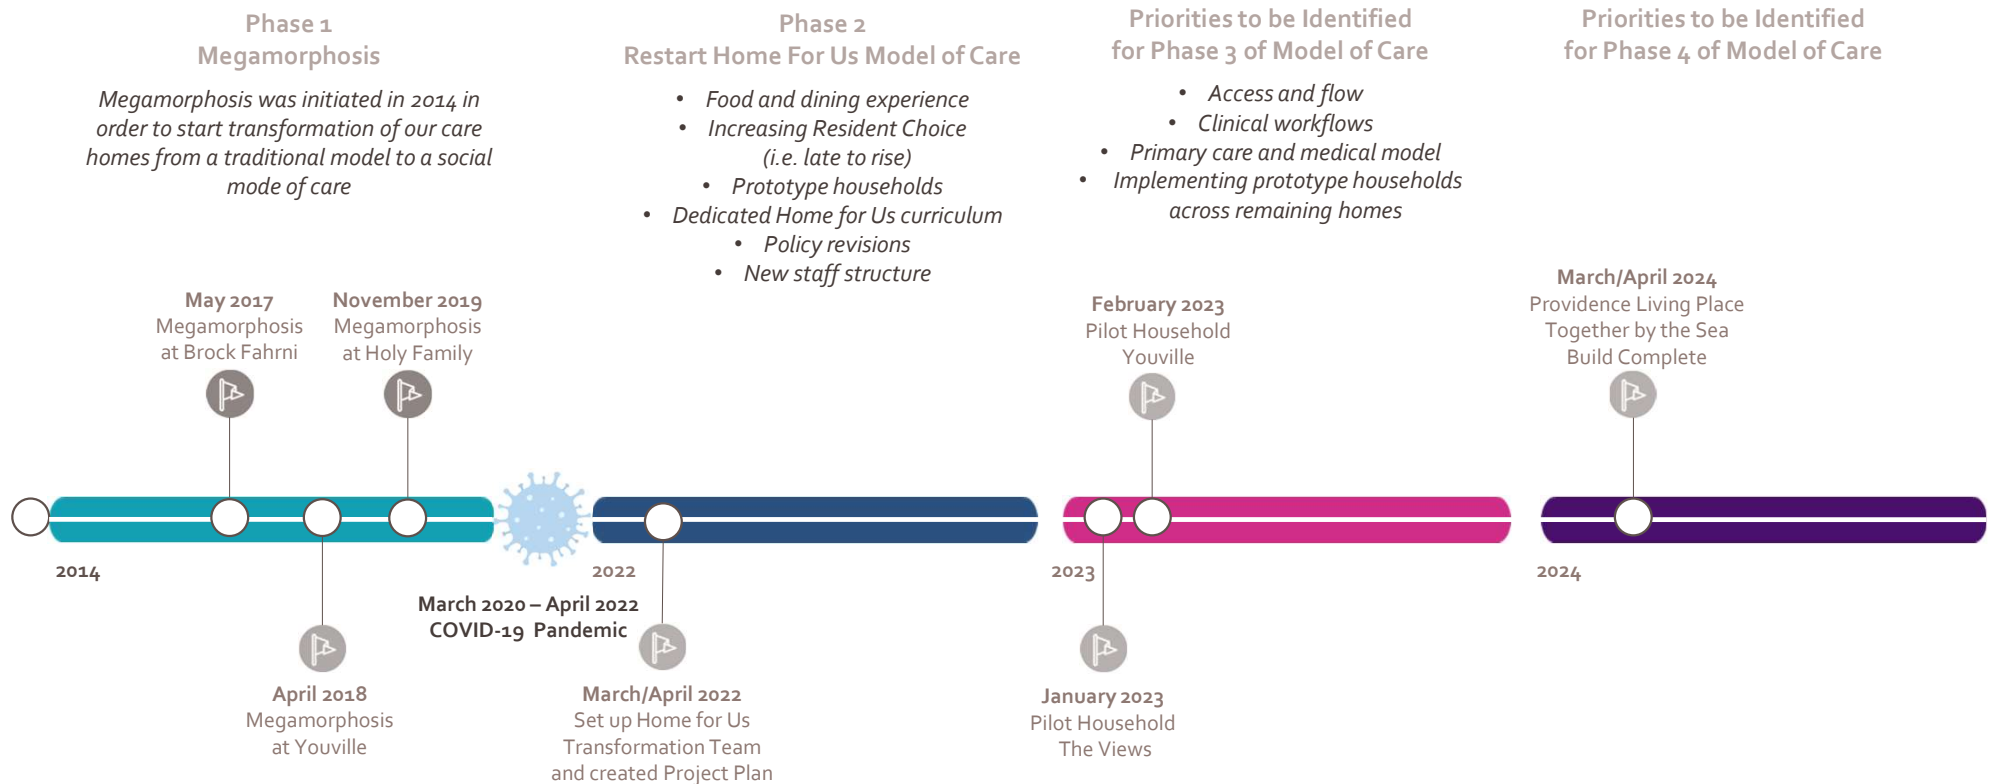 Phase 1
Megamorphosis
Megamorphosis was initiated in 2014 in
order to start transformation of our care
homes from a traditional model to a social
mode of care
Phase 2
Restart Home For Us Model of Care
• Food and dining experience
• Increasing Resident Choice
(i.e. late to rise)
• Prototype households
• Dedicated Home for Us curriculum
• Policy revisions
• New staff structure
Priorities to be Identified
for Phase 3 of Model of Care
• Access and flow
• Clinical workflows
• Primary care and medical model
• Implementing prototype households
across remaining homes
Priorities to be Identified
for Phase 4 of Model of Care
May 2017
Megamorphosis
at Brock Fahrni
November 2019
Megamorphosis
at Holy Family
February 2023
Pilot Household
Youville
March/April 2024
Providence Living Place
Together by the Sea
Build Complete
2014
2022
2023
2024
March 2020 – April 2022
COVID-19 Pandemic
April 2018
Megamorphosis
at Youville
March/April 2022
Set up Home for Us
Transformation Team
and created Project Plan
January 2023
Pilot Household
The Views